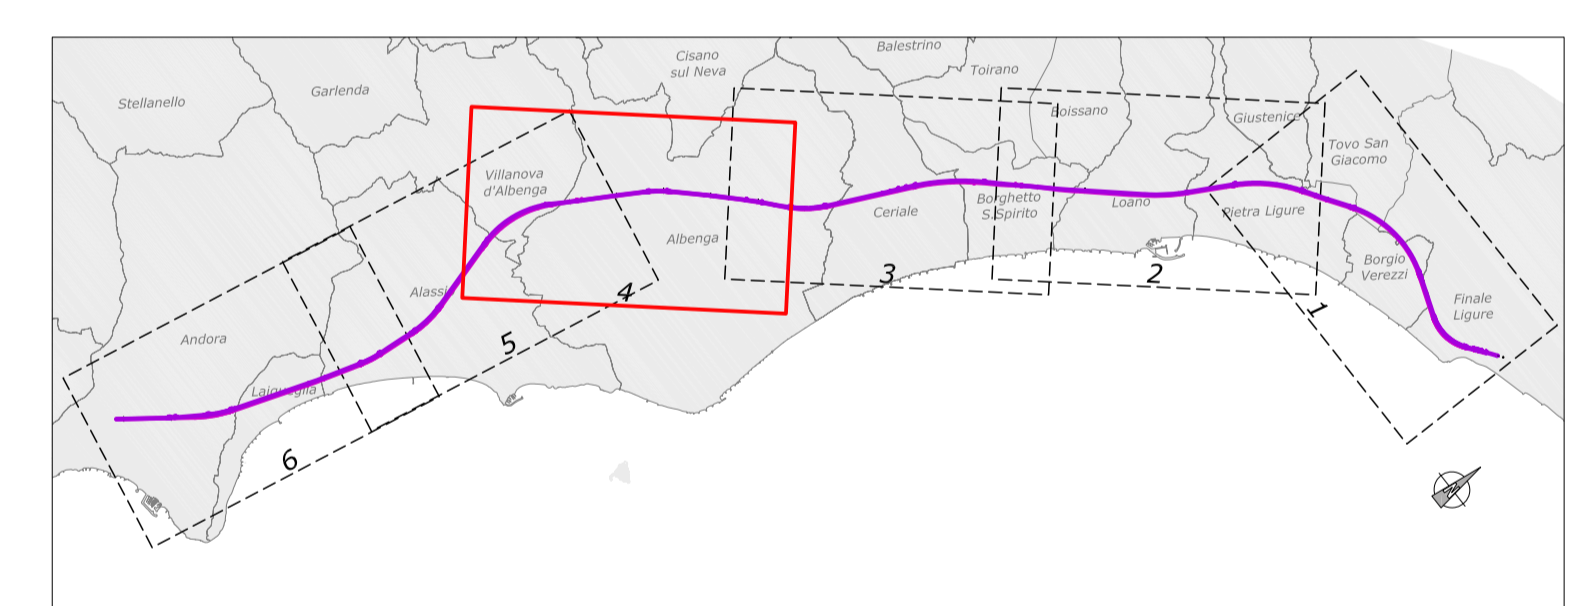 Balestrino
Cisano
sul Neva
Toirano
Garlenda
Stellanello
Boissano
Giustenice
Tovo San
Giacomo
Villanova
d'Albenga
Borghetto
S.Spirito
Loano
Ceriale
Pietra Ligure
Albenga
Borgio
Verezzi
3
2
Alassi
4
Finale
Ligure
1
Andora
5
Laigueglia
6
N